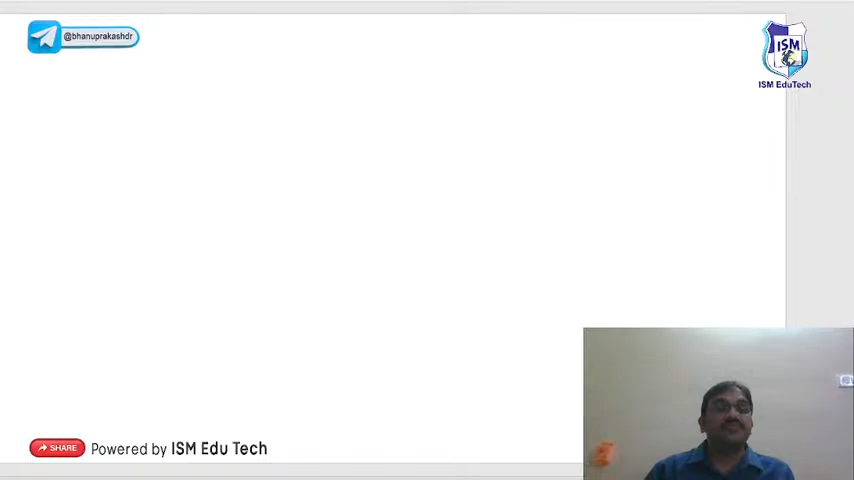 @bhanuprakashdr
ISM
ISM EduTech
SHARE
Powered by ISM Edu Tech